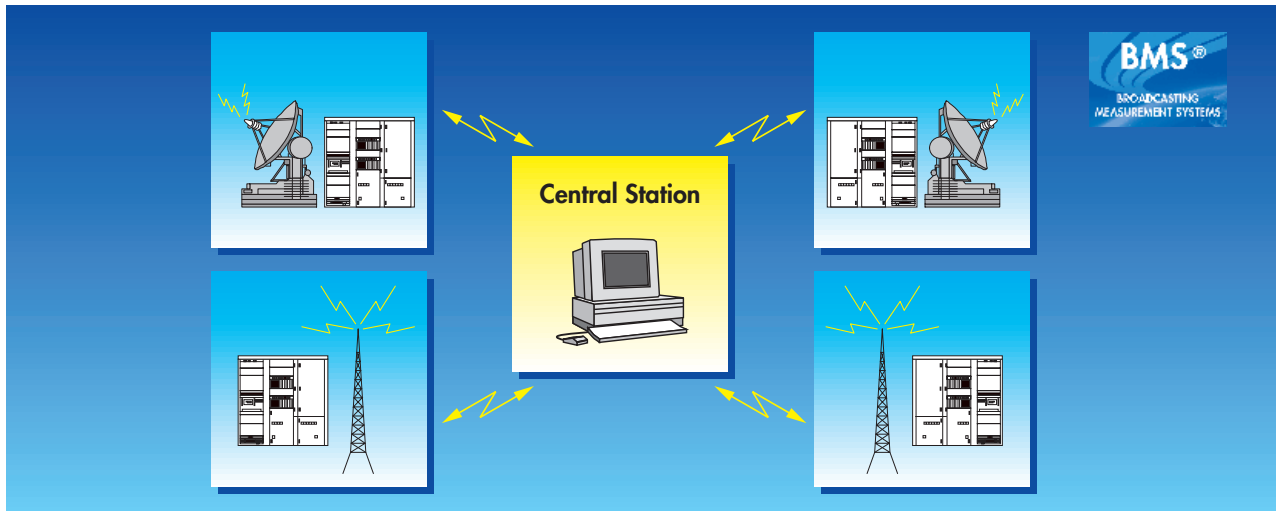 Central Station
BMS ®
BROADCASTING
MEASUREMENT SYSTEMS